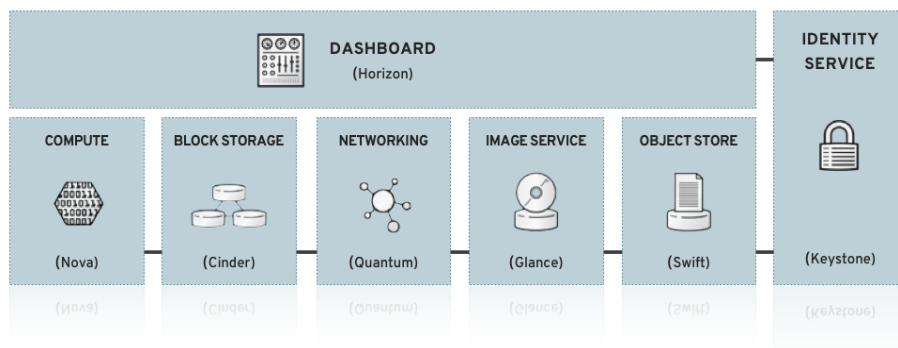 DASHBOARD
(Horizon)
IDENTITY
SERVICE
(Keystone)
COMPUTE
(Nova)
BLOCK STORAGE
(Cinder)
NETWORKING
(Quantum)
IMAGE SERVICE
(Glance)
OBJECT STORE
(Swift)